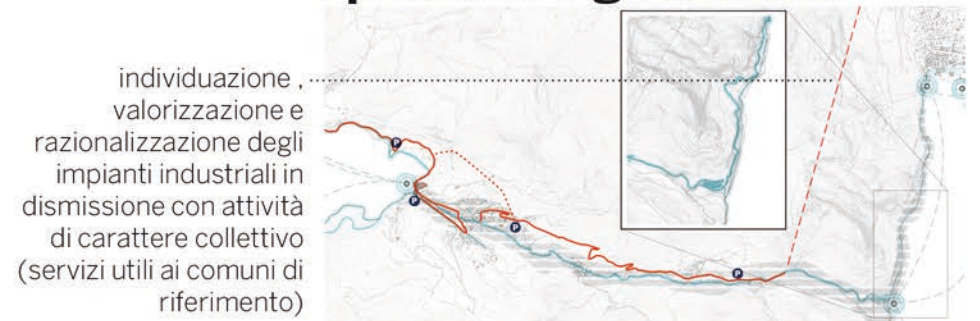 individuazione ,
valorizzazione e
razionalizzazione degli
impianti industriali in
dismissione con attività
di carattere collettivo
(servizi utili ai comuni di
riferimento)
P
P
P
P